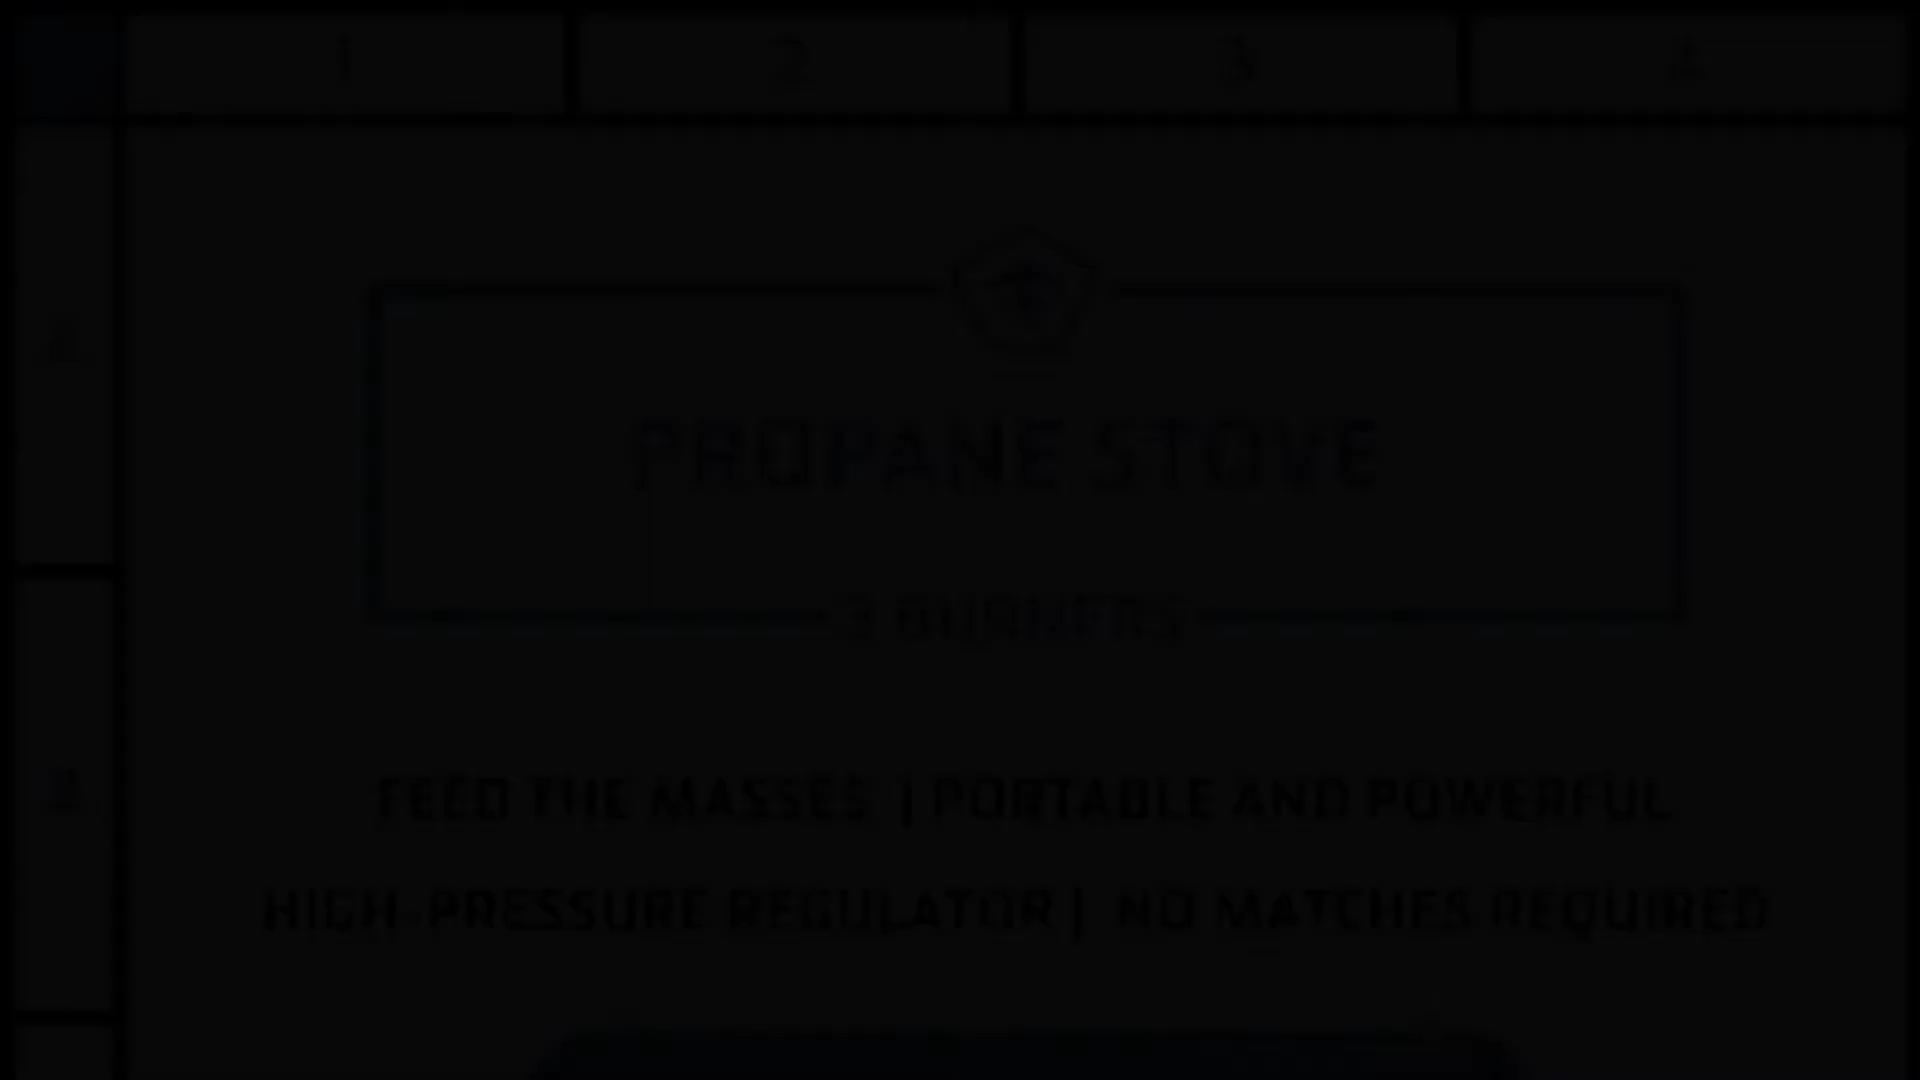 1 2 3 4
A
PROPANE STOVE
3 BURNERS
B
FEED THE MASSES | PORTABLE AND POWERFUL
HIGH-PRESSURE REGULATOR | NO MATCHES REQUIRED